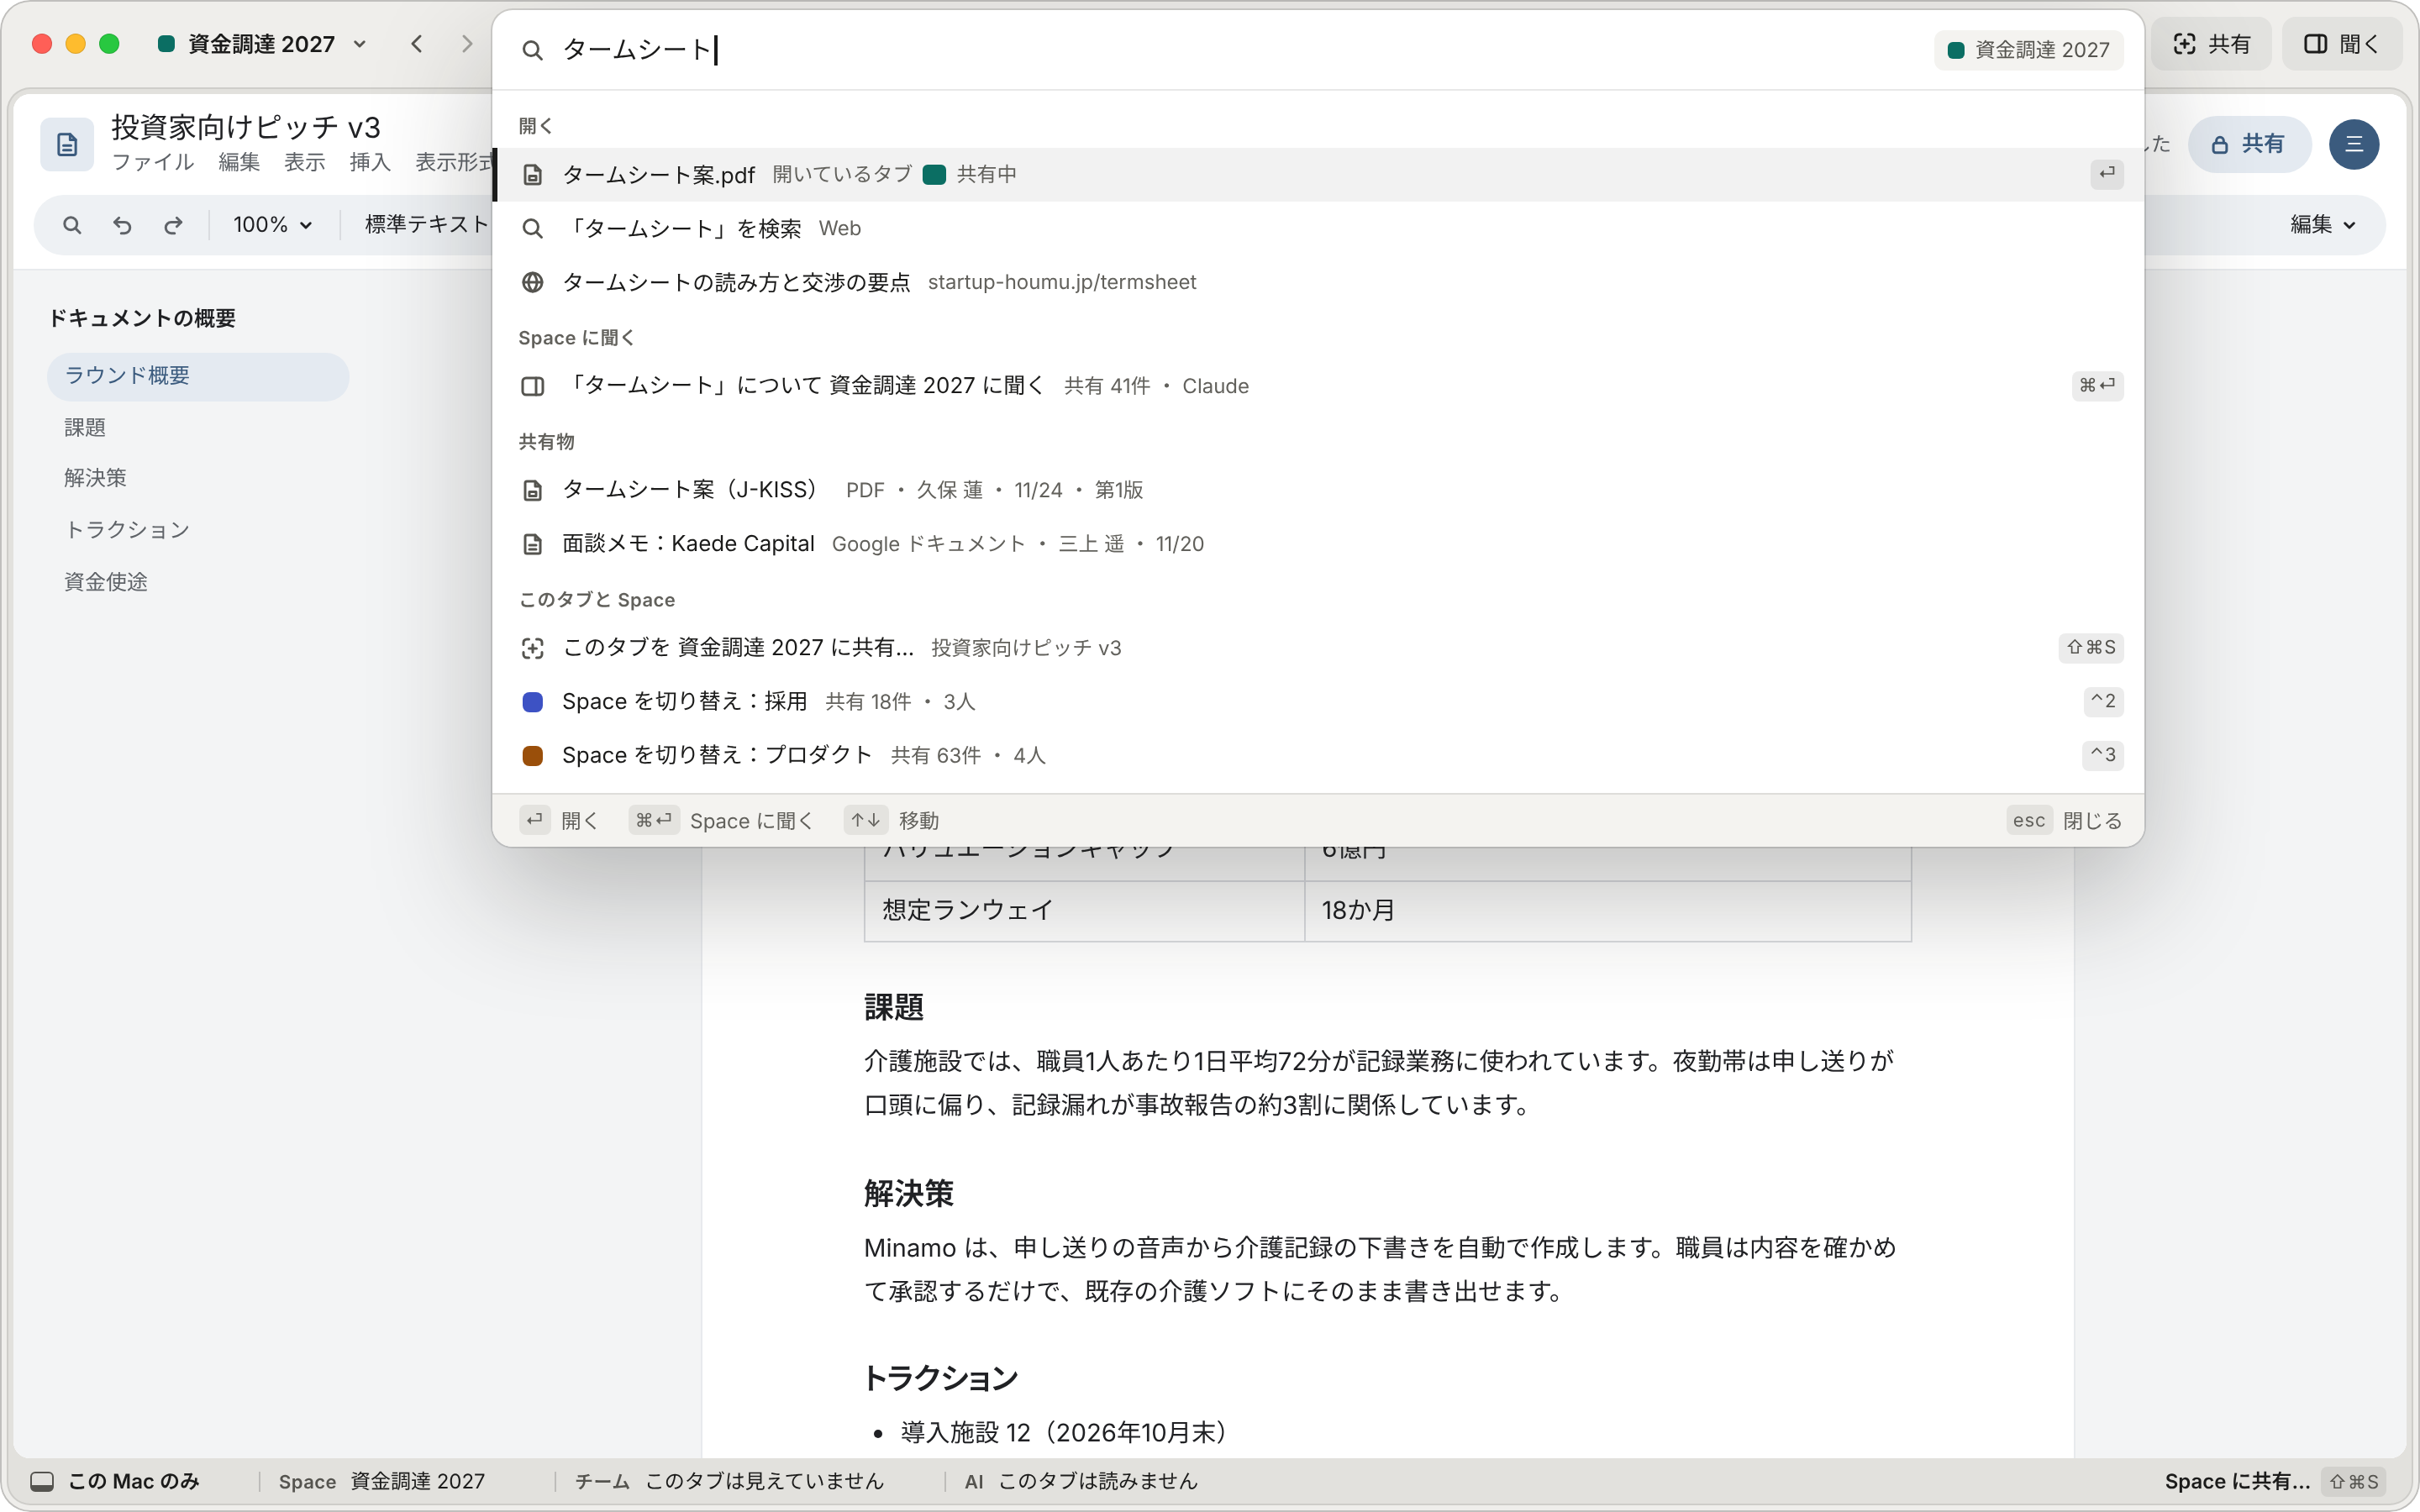 資金調達 2027
タームシート
資金調達 2027
共有
聞く
投資家向けピッチ v3
ファイル 編集 表示 挿入 表示形式
した
共有
三
100%
標準テキスト
編集
開く
タームシート案.pdf 開いているタブ 共有中
「タームシート」を検索 Web
タームシートの読み方と交渉の要点 startup-houmu.jp/termsheet
Space に聞く
「タームシート」について 資金調達 2027 に聞く 共有 41件 ・ Claude ⌘⏎
共有物
タームシート案（J-KISS） PDF ・ 久保 蓮 ・ 11/24 ・ 第1版
面談メモ：Kaede Capital Google ドキュメント ・ 三上 遥 ・ 11/20
このタブと Space
このタブを 資金調達 2027 に共有... 投資家向けピッチ v3 ⇧⌘S
Space を切り替え：採用 共有 18件 ・ 3人 ^2
Space を切り替え：プロダクト 共有 63件 ・ 4人 ^3
⏎ 開く ⌘⏎ Space に聞く ↑↓ 移動 esc 閉じる
ドキュメントの概要
ラウンド概要
課題
解決策
トラクション
資金使途
バリュエーションキャップ 6億円
想定ランウェイ 18か月
課題
介護施設では、職員1人あたり1日平均72分が記録業務に使われています。夜勤帯は申し送りが
口頭に偏り、記録漏れが事故報告の約3割に関係しています。
解決策
Minamo は、申し送りの音声から介護記録の下書きを自動で作成します。職員は内容を確かめ
て承認するだけで、既存の介護ソフトにそのまま書き出せます。
トラクション
• 導入施設 12（2026年10月末）
この Mac のみ Space 資金調達 2027 チーム このタブは見えていません AI このタブは読みません Space に共有... ⇧⌘S